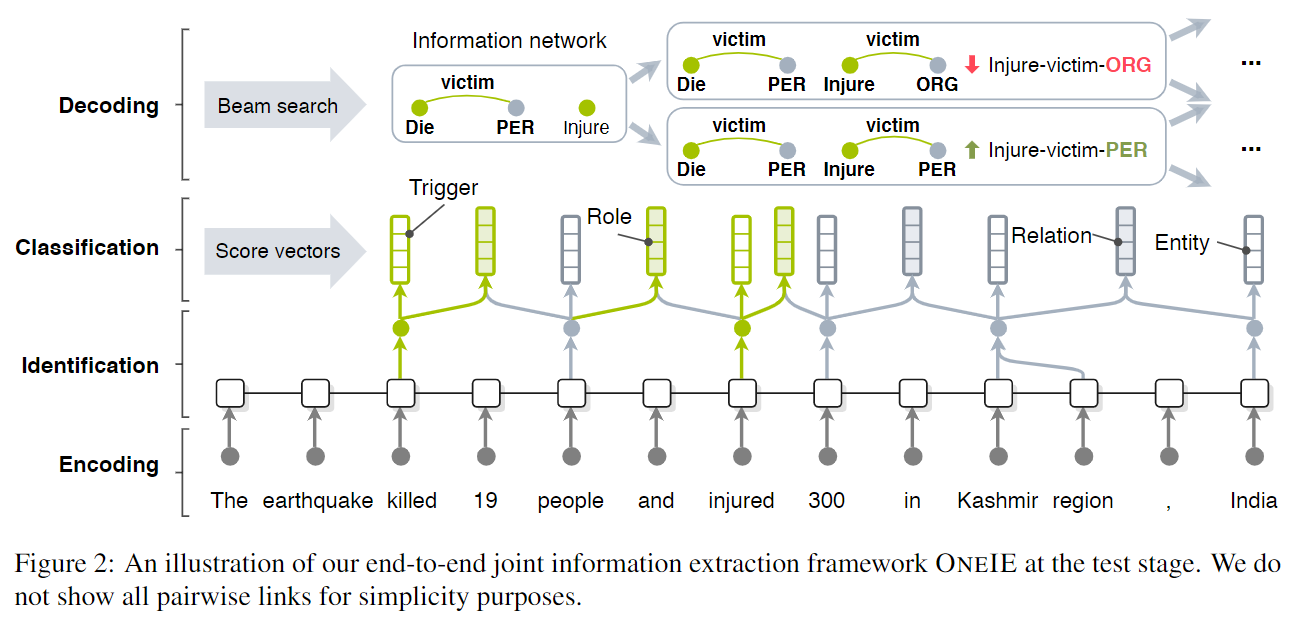 Decoding
Beam search
Information network
victim
Die PER Injure
victim victim
Die PER Injure ORG
Injure-victim-ORG
...
victim victim
Die PER Injure PER
Injure-victim-PER
...
Classification
Score vectors
Trigger
Role
Relation
Entity
Identification
Encoding
The earthquake killed 19 people and injured 300 in Kashmir region , India
Figure 2: An illustration of our end-to-end joint information extraction framework ONEIE at the test stage. We do
not show all pairwise links for simplicity purposes.